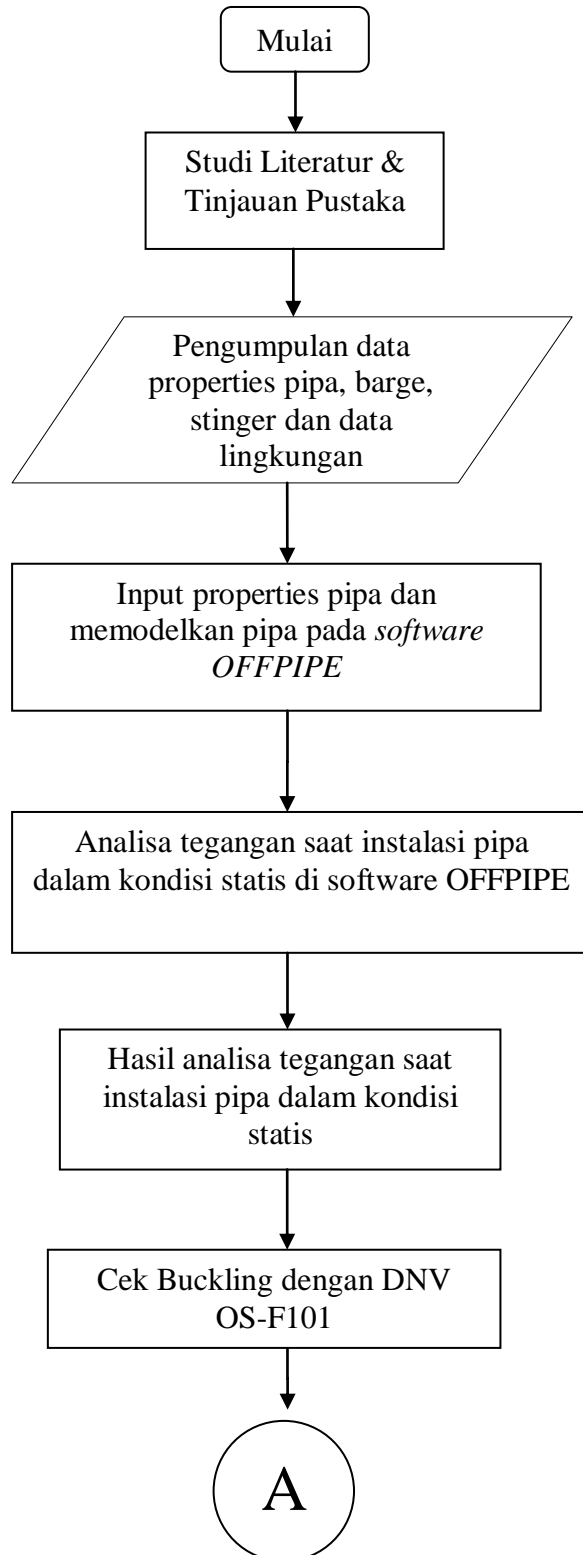 Mulai
Studi Literatur &
Tinjauan Pustaka
Pengumpulan data
properties pipa, barge,
stinger dan data
lingkungan
Input properties pipa dan
memodelkan pipa pada software
OFFPIPE
Analisa tegangan saat instalasi pipa
dalam kondisi statis di software OFFPIPE
Hasil analisa tegangan saat
instalasi pipa dalam kondisi
statis
Cek Buckling dengan DNV
OS-F101
A